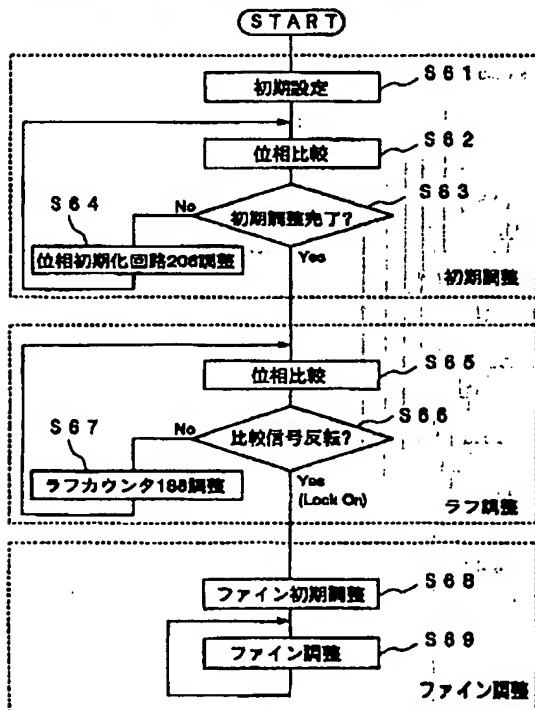 START
初期設定
S61
位相比較
S62
初期調整完了?
S63
No
S64
位相初期化回路206調整
Yes
初期調整
位相比較
S65
比較信号反転?
S66
No
S67
ラフカウンタ188調整
Yes
(Lock On)
ラフ調整
ファイン初期調整
S68
ファイン調整
S69
ファイン調整